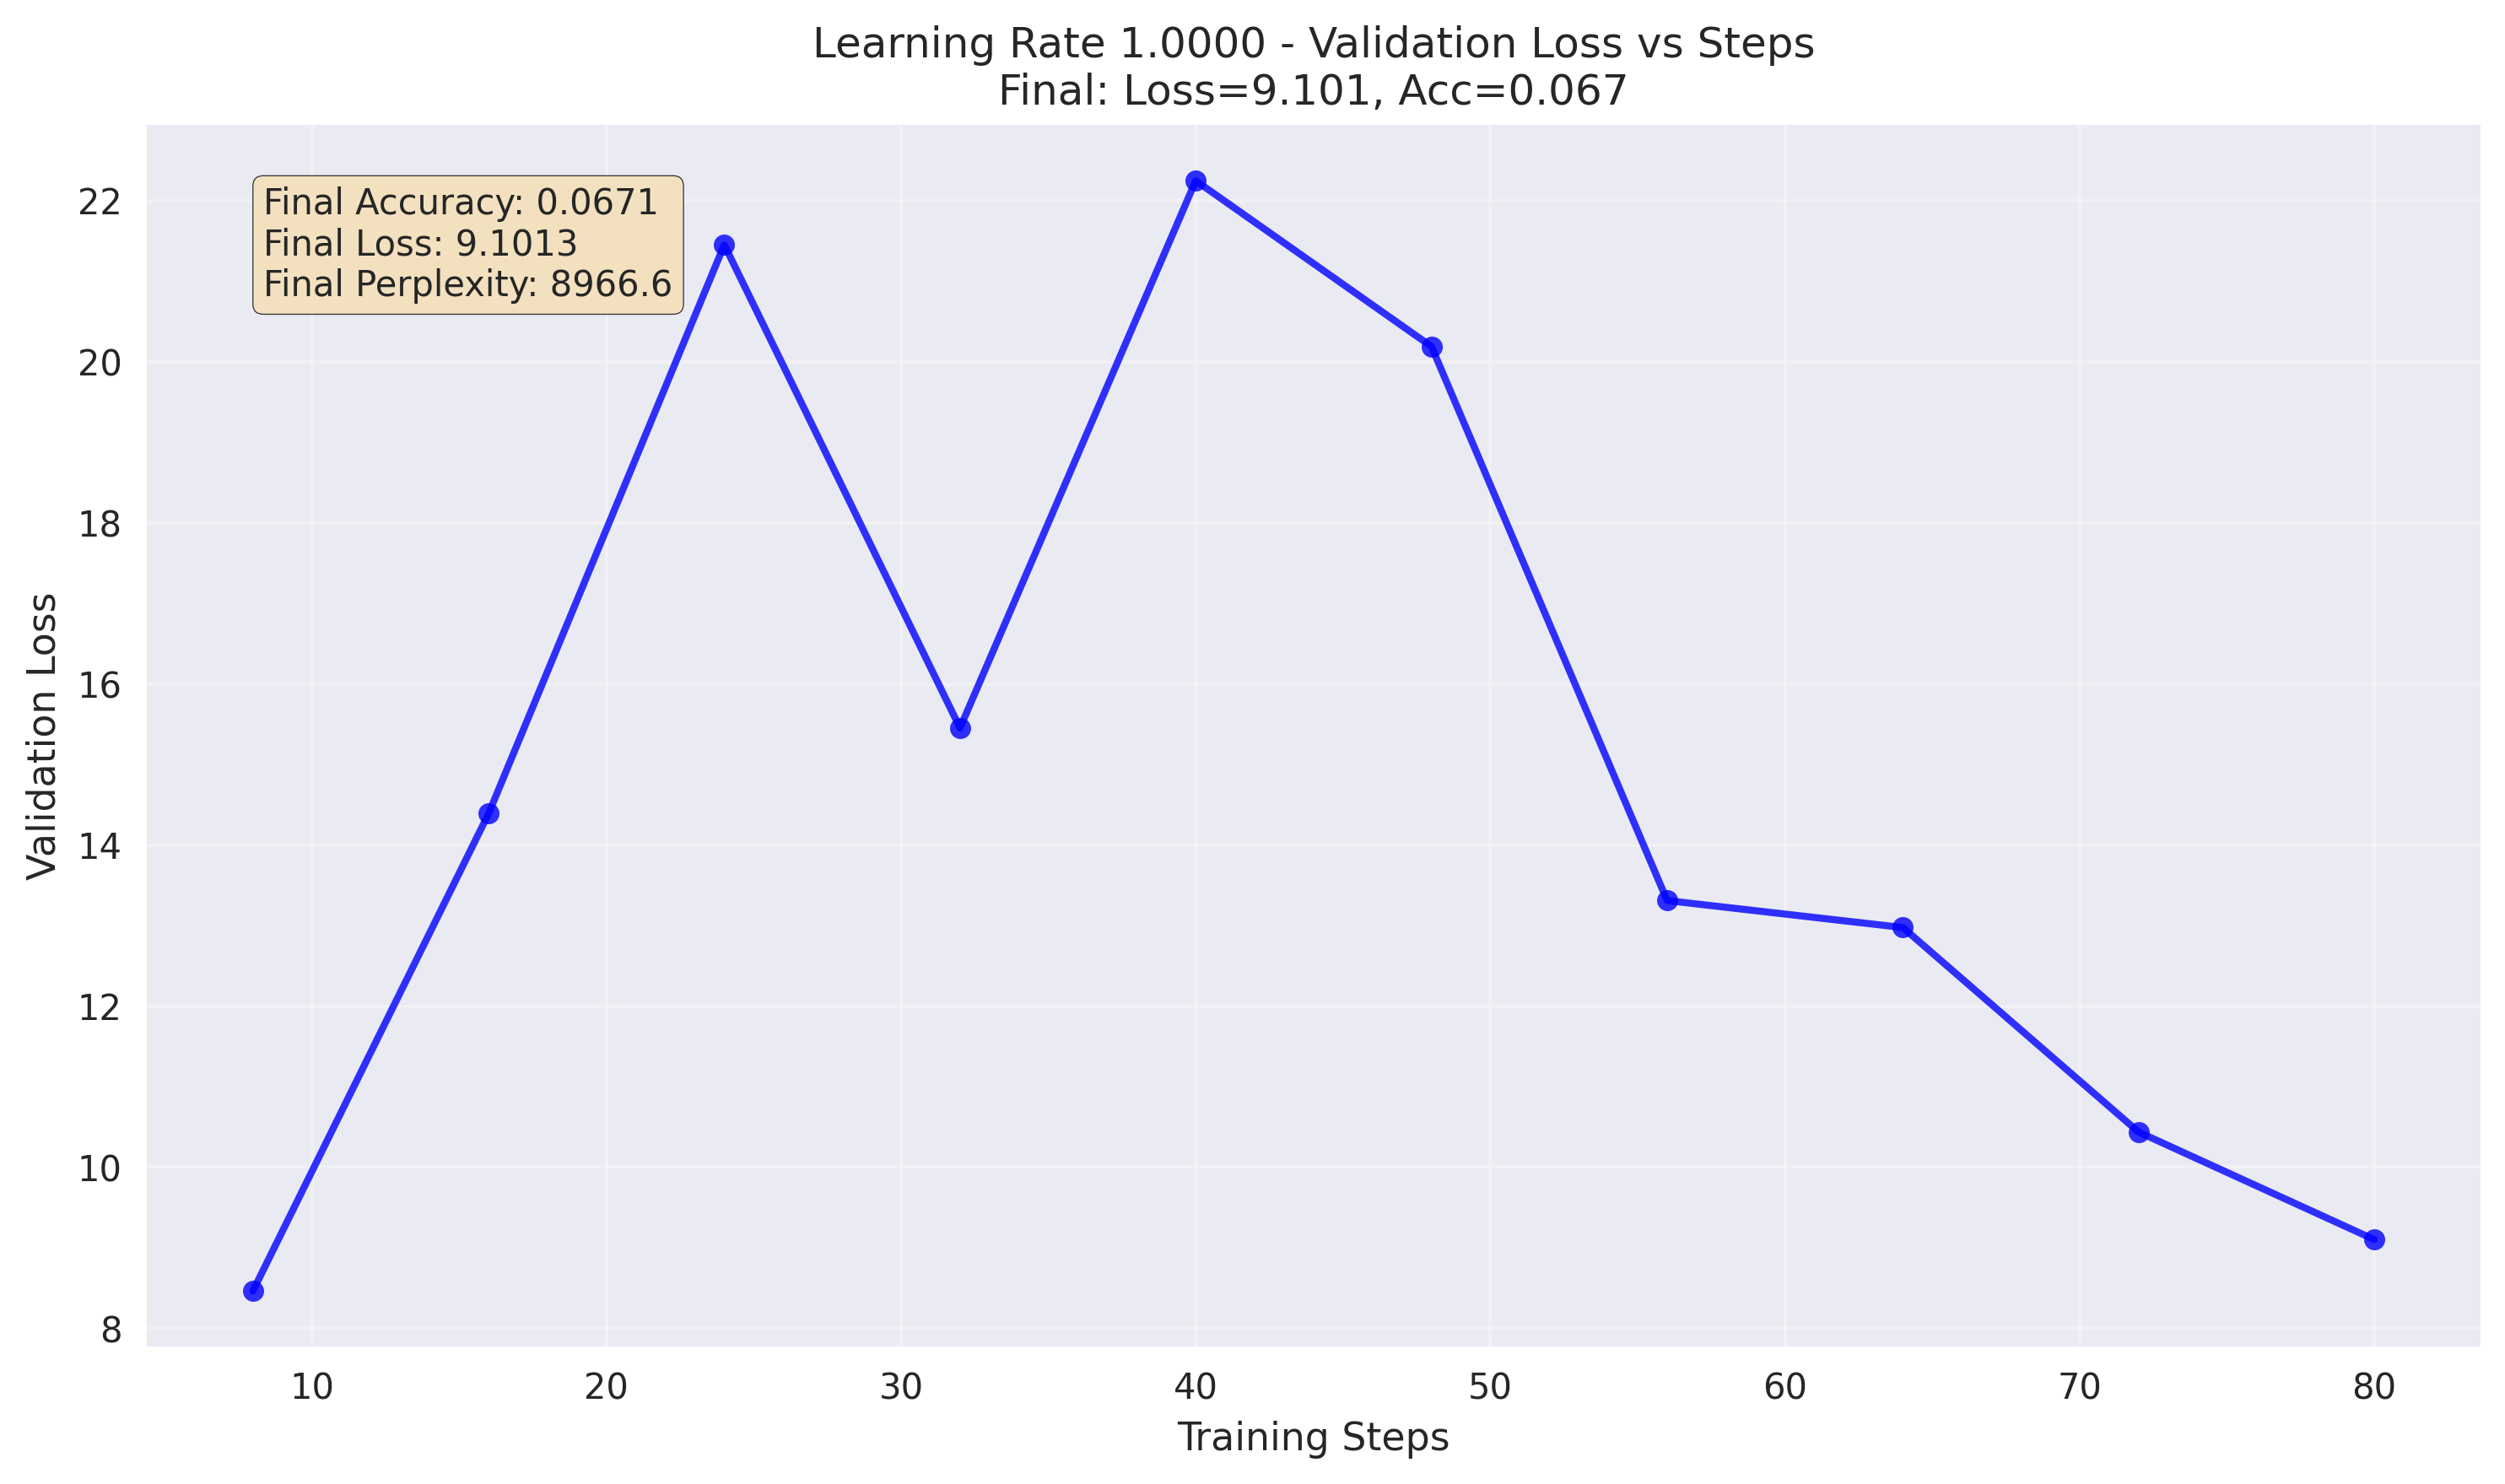 Learning Rate 1.0000 - Validation Loss vs Steps
Final: Loss=9.101, Acc=0.067
Final Accuracy: 0.0671
Final Loss: 9.1013
Final Perplexity: 8966.6
Validation Loss
22
20
18
16
14
12
10
8
10
20
30
40
50
60
70
80
Training Steps